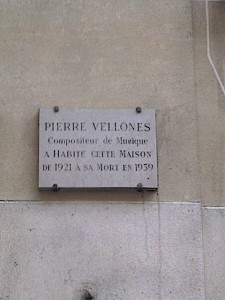 PIERRE VELLONES
Compositeur de Musique
A HABITÉ CETTE MAISON
DE 1921 A SA MORT EN 1939